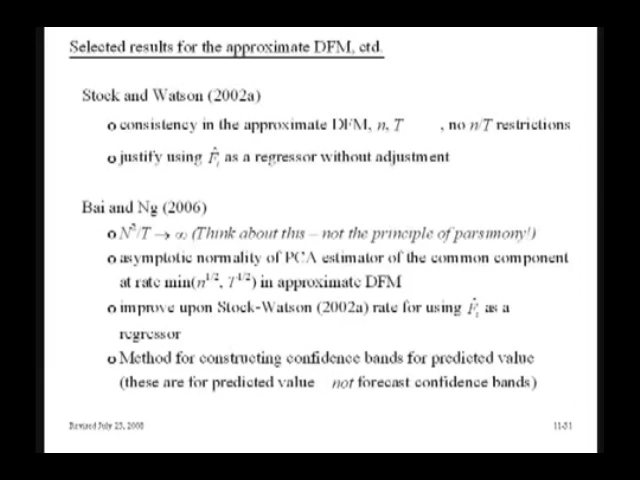 Selected results for the approximate DFM, ctd.
Stock and Watson (2002a)
o consistency in the approximate DFM, n, T , no n/T restrictions
o justify using F̂ₜ as a regressor without adjustment
Bai and Ng (2006)
o N²/T → ∞ (Think about this – not the principle of parsimony!)
o asymptotic normality of PCA estimator of the common component
at rate min(n^1/2, T^1/2) in approximate DFM
o improve upon Stock-Watson (2002a) rate for using F̂ₜ as a
regressor
o Method for constructing confidence bands for predicted value
(these are for predicted value not forecast confidence bands)
Revised July 23, 2008
11-31